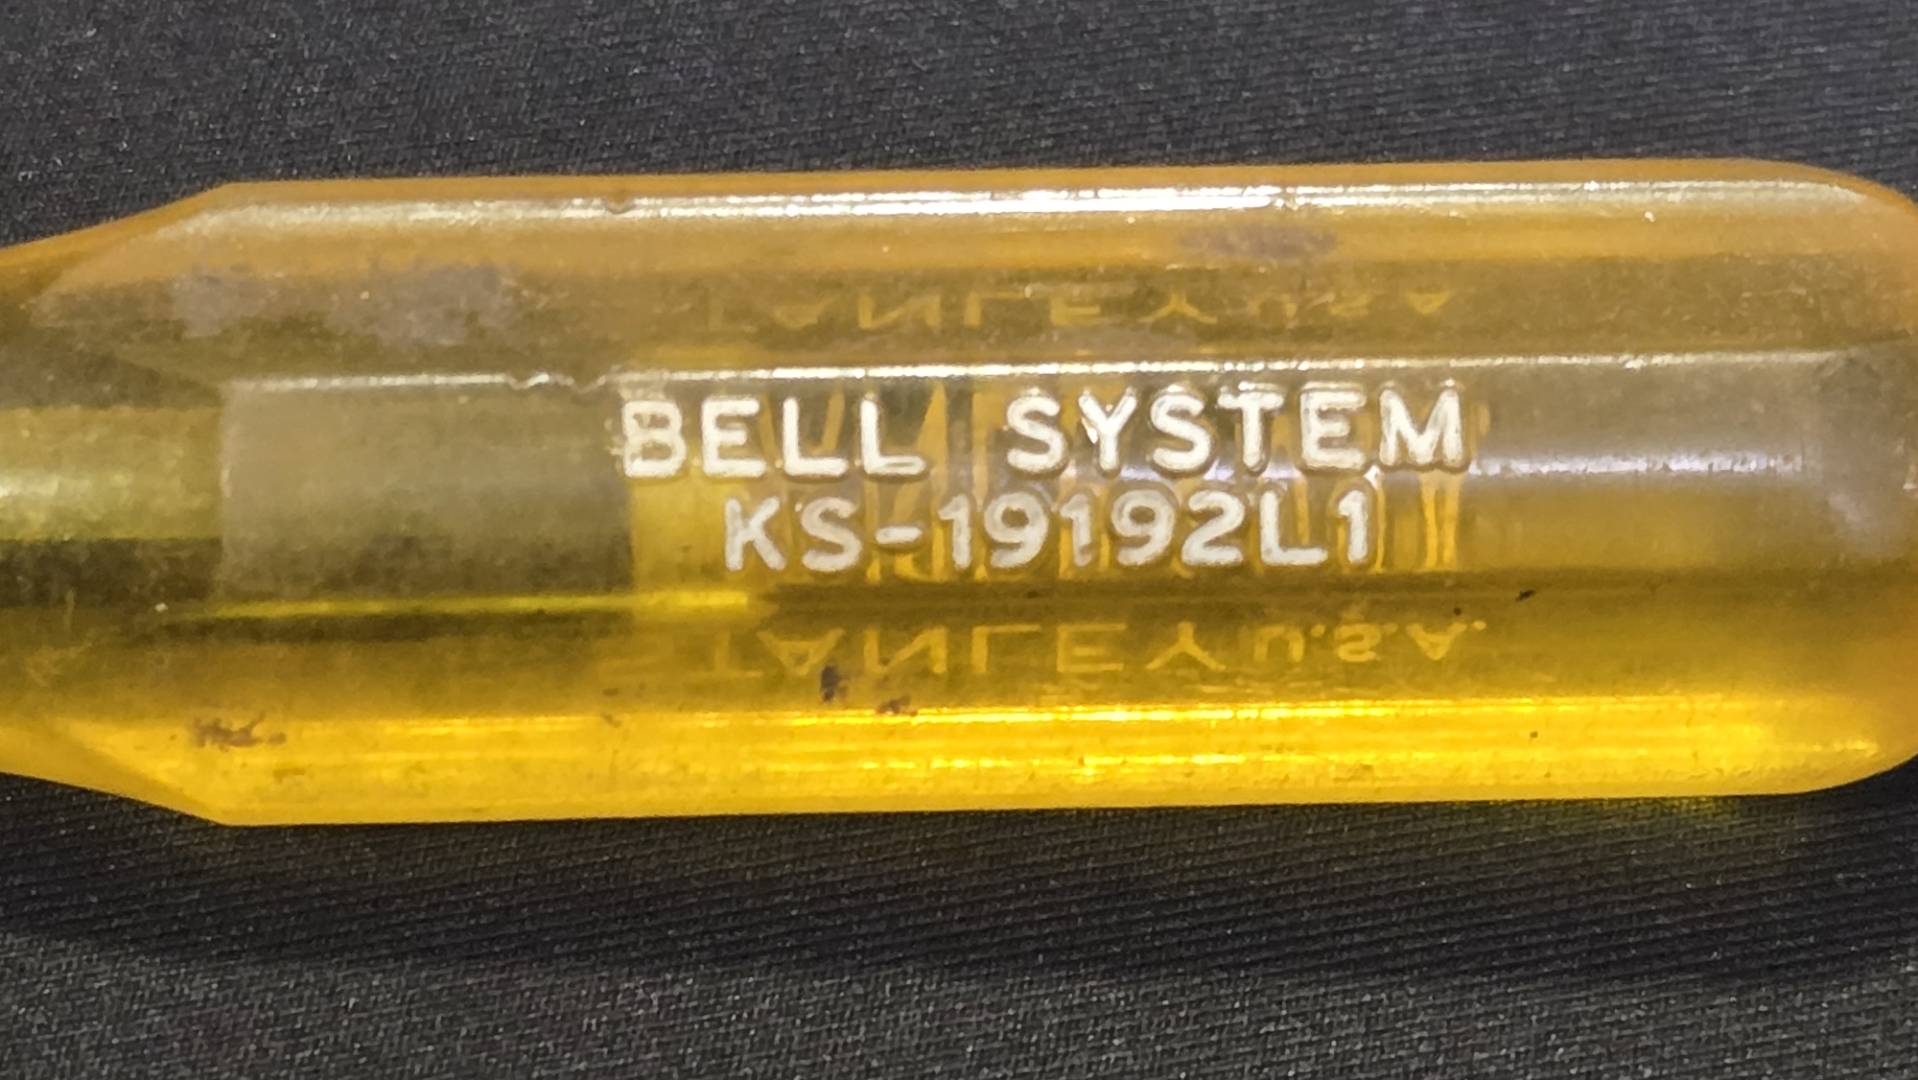 BELL SYSTEM
KS-19192L1
STANLEY U.S.A.